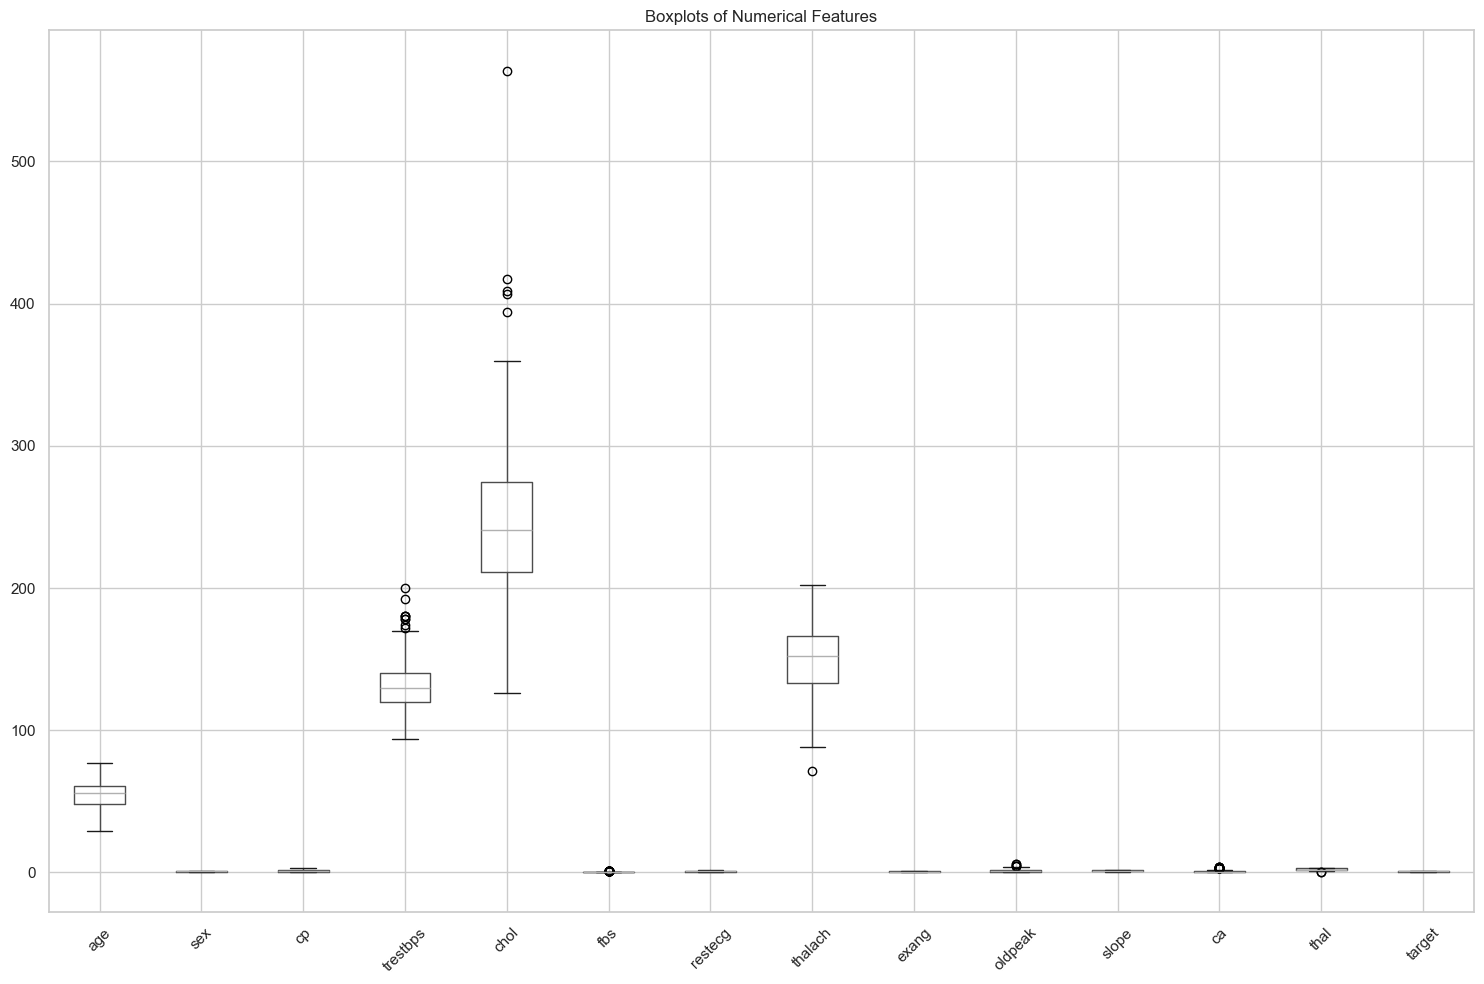 Boxplots of Numerical Features
500
400
300
200
100
0
age
sex
cp
trestbps
chol
fbs
restecg
thalach
exang
oldpeak
slope
ca
thal
target